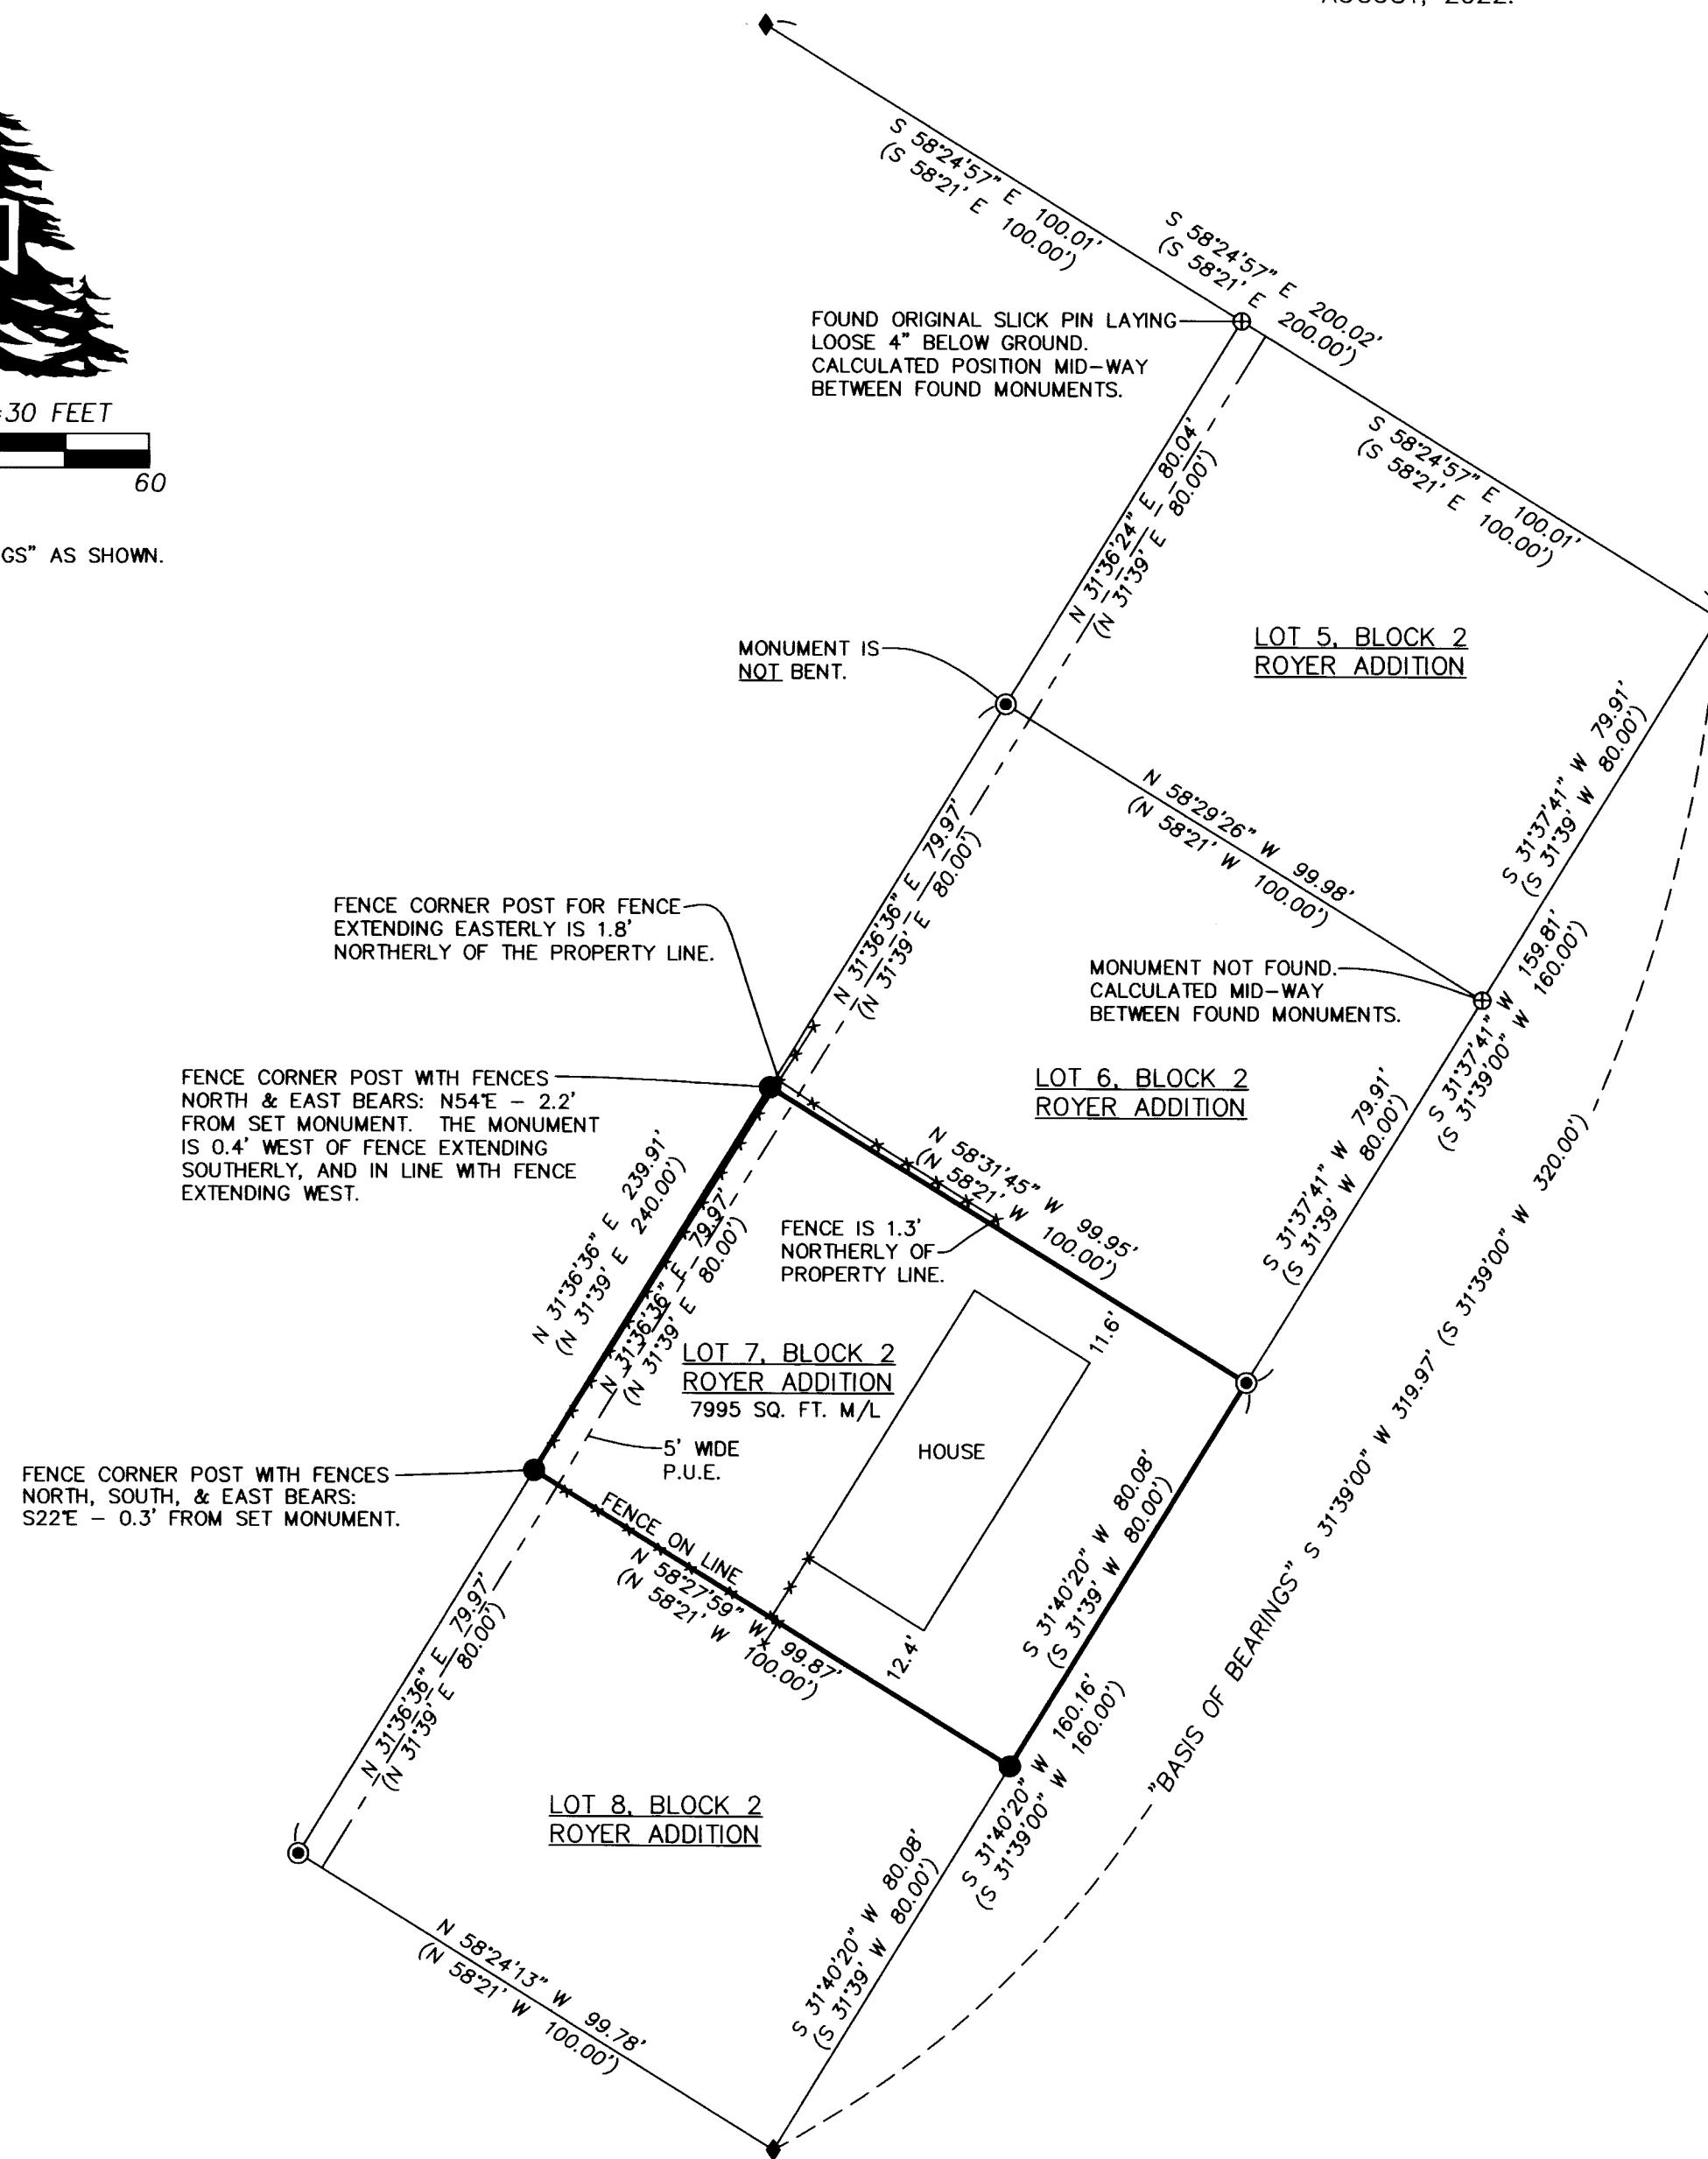 S 58°24'57" E 100.01'
(S 58°21' E 100.00')
S 58°24'57" E 200.02'
(S 58°21' E 200.00')
FOUND ORIGINAL SLICK PIN LAYING
LOOSE 4" BELOW GROUND.
CALCULATED POSITION MID-WAY
BETWEEN FOUND MONUMENTS.
30 FEET
60
GS" AS SHOWN.
S 58°24'57" E 100.01'
(S 58°21' E 100.00')
N 31°36'24" E 80.04'
(N 31°39' E 80.00')
LOT 5, BLOCK 2
ROYER ADDITION
MONUMENT IS
NOT BENT.
S 31°37'41" W 79.91'
(S 31°39' W 80.00')
N 58°29'26" W 99.98'
(N 58°21' W 100.00')
N 31°36'36" E 79.97'
(N 31°39' E 80.00')
FENCE CORNER POST FOR FENCE
EXTENDING EASTERLY IS 1.8'
NORTHERLY OF THE PROPERTY LINE.
MONUMENT NOT FOUND.
CALCULATED MID-WAY
BETWEEN FOUND MONUMENTS.
S 31°37'41" W 159.81'
(S 31°39'00" W 160.00')
FENCE CORNER POST WITH FENCES
NORTH & EAST BEARS: N54°E - 2.2'
FROM SET MONUMENT. THE MONUMENT
IS 0.4' WEST OF FENCE EXTENDING
SOUTHERLY, AND IN LINE WITH FENCE
EXTENDING WEST.
LOT 6, BLOCK 2
ROYER ADDITION
S 31°37'41" W 79.91'
(S 31°39' W 80.00')
N 58°31'45" W 99.95'
(N 58°21' W 100.00')
N 31°36'36" E 239.91'
(N 31°39' E 240.00')
N 31°36'36" E 79.97'
(N 31°39' E 80.00')
FENCE IS 1.3'
NORTHERLY OF
PROPERTY LINE.
11.6'
LOT 7, BLOCK 2
ROYER ADDITION
7995 SQ. FT. M/L
HOUSE
5' WIDE
P.U.E.
FENCE CORNER POST WITH FENCES
NORTH, SOUTH, & EAST BEARS:
S22°E - 0.3' FROM SET MONUMENT.
FENCE ON LINE
N 58°27'59" W 99.87'
(N 58°21' W 100.00')
12.4'
S 31°40'20" W 80.08'
(S 31°39' W 80.00')
"BASIS OF BEARINGS" S 31°39'00" W 319.97' (S 31°39'00" W 320.00')
S 31°40'20" W 160.16'
(S 31°39'00" W 160.00')
N 31°36'36" E 79.97'
(N 31°39' E 80.00')
LOT 8, BLOCK 2
ROYER ADDITION
S 31°40'20" W 80.08'
(S 31°39' W 80.00')
N 58°24'13" W 99.78'
(N 58°21' W 100.00')